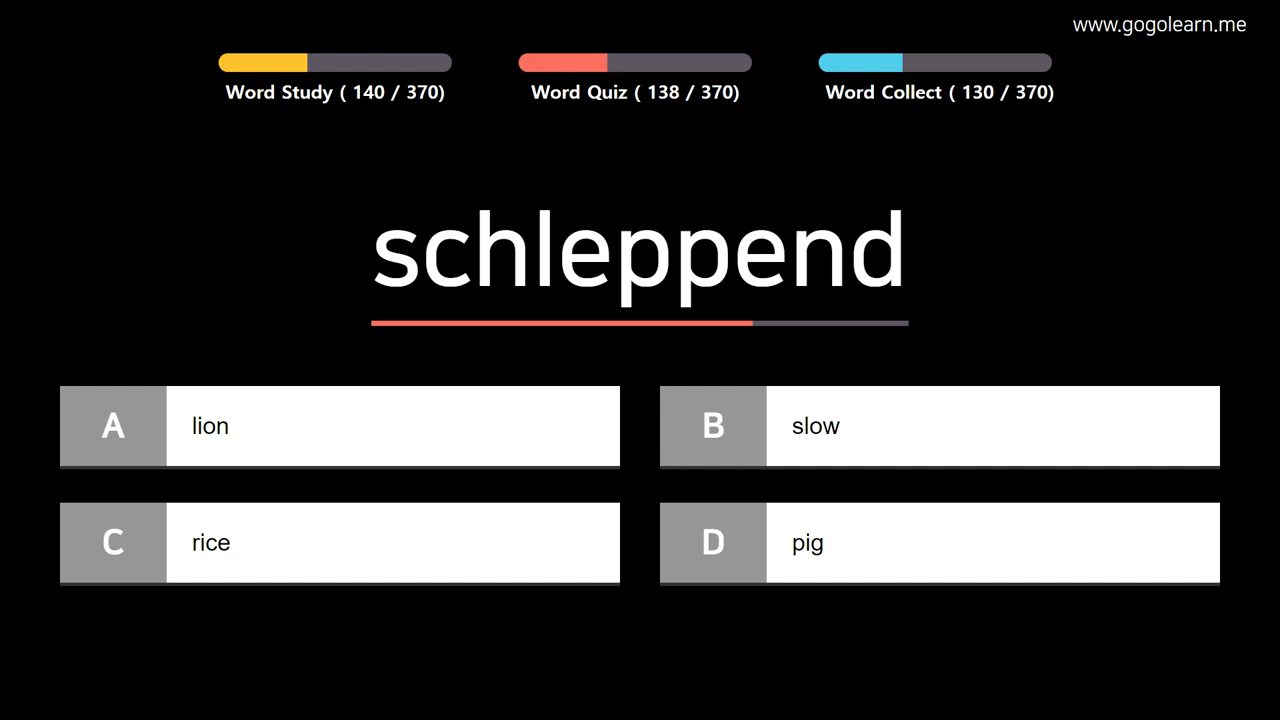 www.gogolearn.me
Word Study ( 140 / 370)
Word Quiz ( 138 / 370)
Word Collect ( 130 / 370)
schleppend
A lion
B slow
C rice
D pig